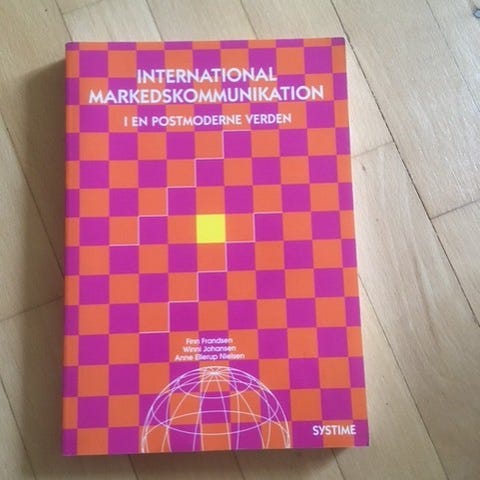 INTERNATIONAL
MARKEDSKOMMUNIKATION
I EN POSTMODERNE VERDEN
Finn Frandsen
Winni Johansen
Anne Ellerup Nielsen
SYSTIME